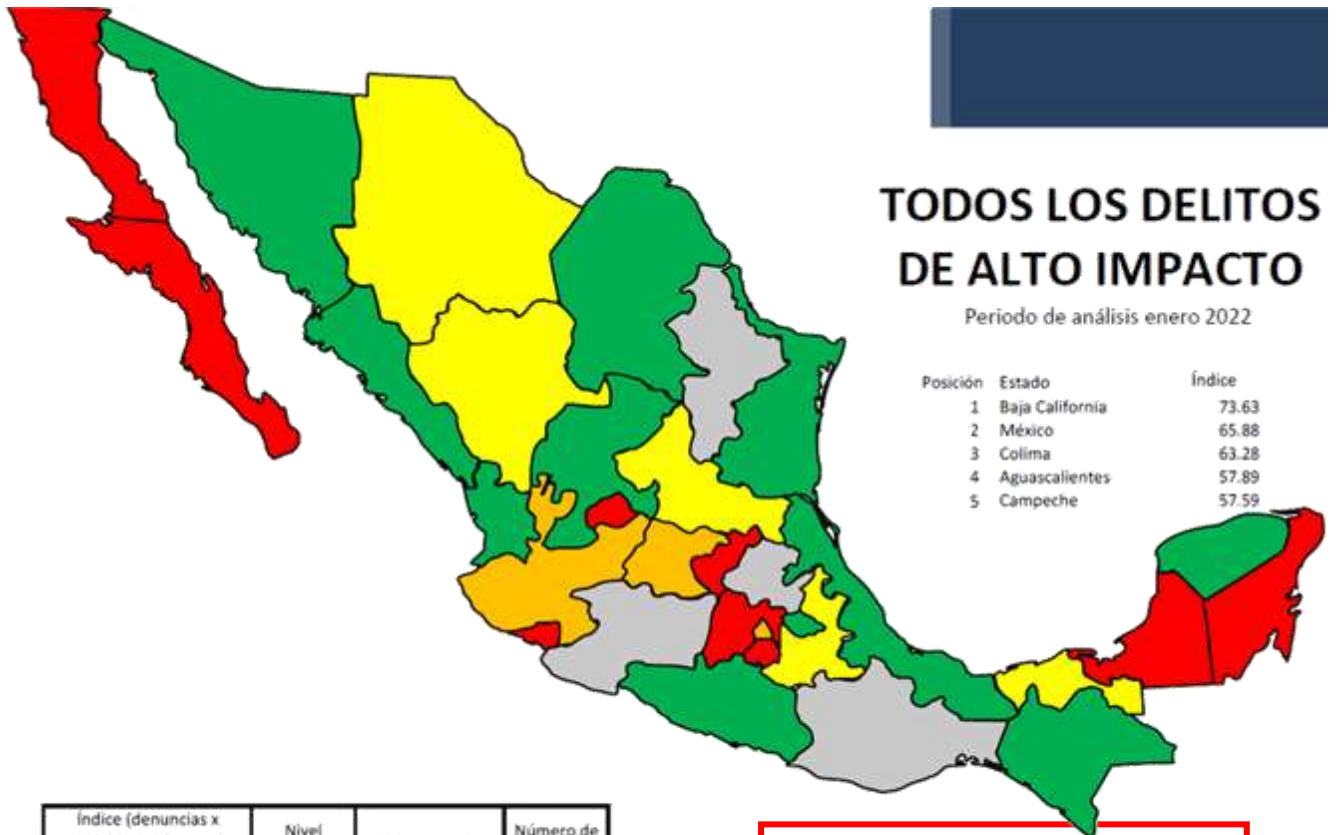 TODOS LOS DELITOS
DE ALTO IMPACTO
Periodo de análisis enero 2022
Posición Estado Índice
1 Baja California 73.63
2 México 65.88
3 Colima 63.28
4 Aguascalientes 57.89
5 Campeche 57.59
Índice (denuncias x
Nivel
Número de